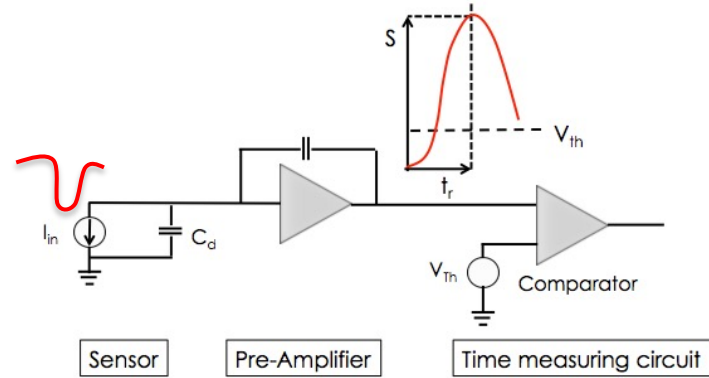 S
V_th
t_r
I_in
C_d
V_Th
Comparator
Sensor
Pre-Amplifier
Time measuring circuit